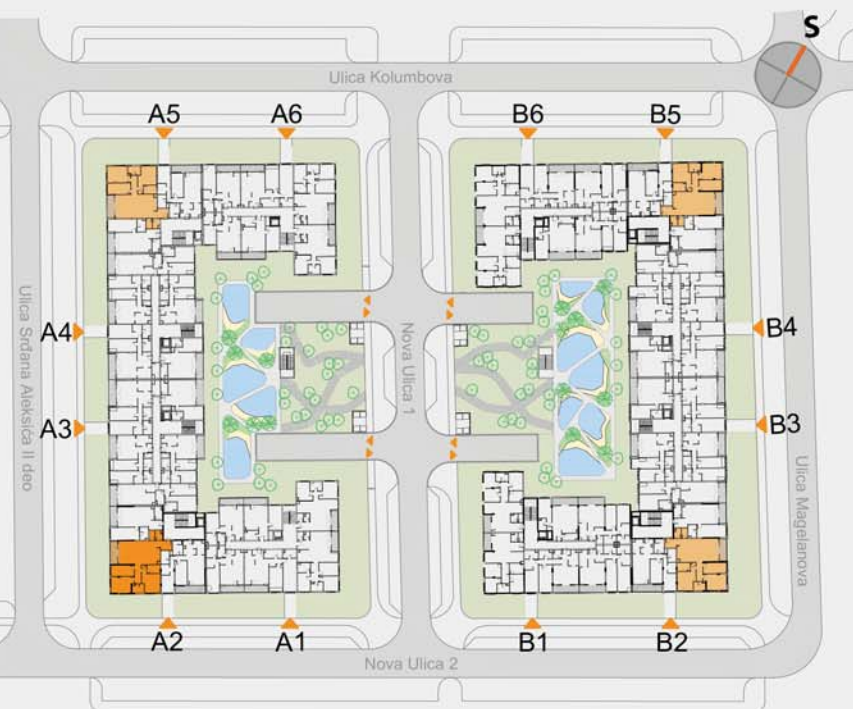 S
Ulica Kolumbova
A5
A6
B6
B5
A4
B4
A3
B3
Ulica Srđana Aleksića II deo
Nova Ulica 1
Ulica Magelanova
A2
A1
B1
B2
Nova Ulica 2